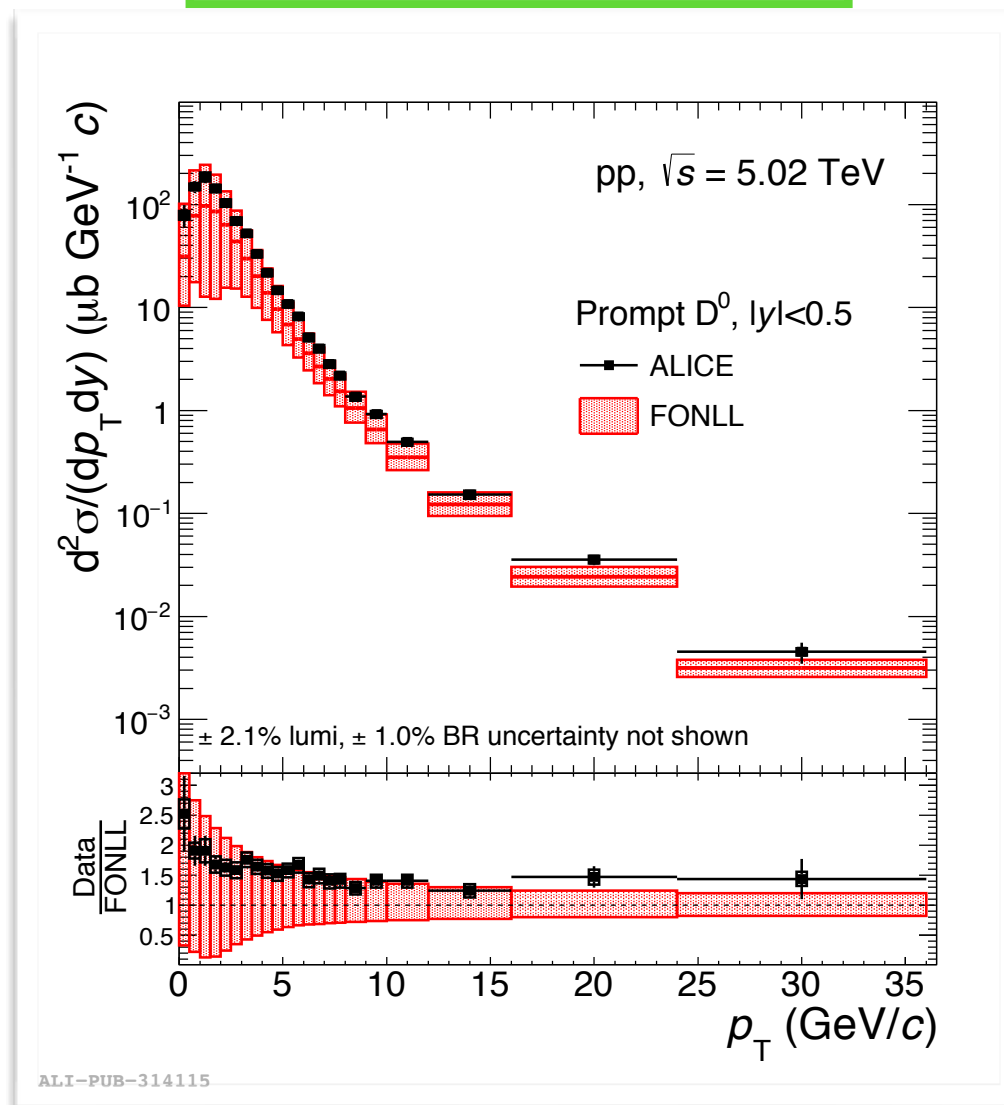 d²σ/(dp_T dy) (μb GeV⁻¹ c)
10²
10
1
10⁻¹
10⁻²
10⁻³
pp, √s = 5.02 TeV
Prompt D⁰, |y|<0.5
ALICE
FONLL
± 2.1% lumi, ± 1.0% BR uncertainty not shown
Data
FONLL
3
2.5
2
1.5
1
0.5
0 5 10 15 20 25 30 35
p_T (GeV/c)
ALI-PUB-314115